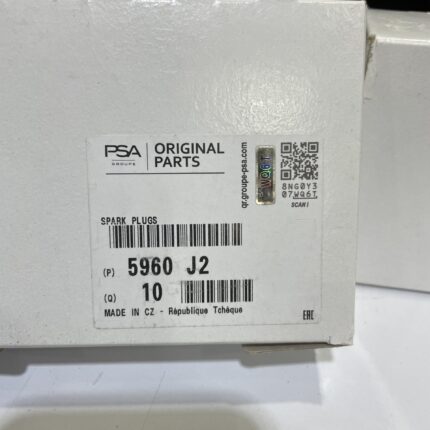 PSA
GROUPE
ORIGINAL
PARTS
qr.groupe-psa.com
WQ6T
8NG0Y3
07WQ6T
SCAN!
SPARK PLUGS
(P) 5960 J2
(Q) 10
MADE IN CZ - République Tchèque
EAC